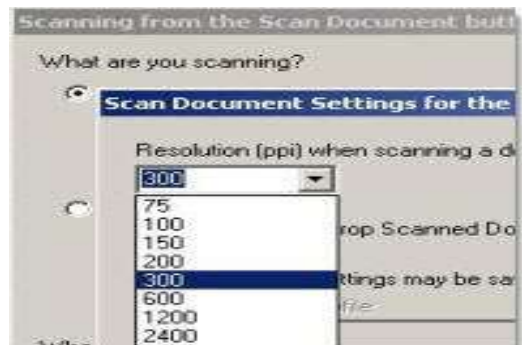 Scanning from the Scan Document butt
What are you scanning?
Scan Document Settings for the
Resolution (ppi) when scanning a d
300
75
100
150
200
300
600
1200
2400
rop Scanned Do
ttings may be sa